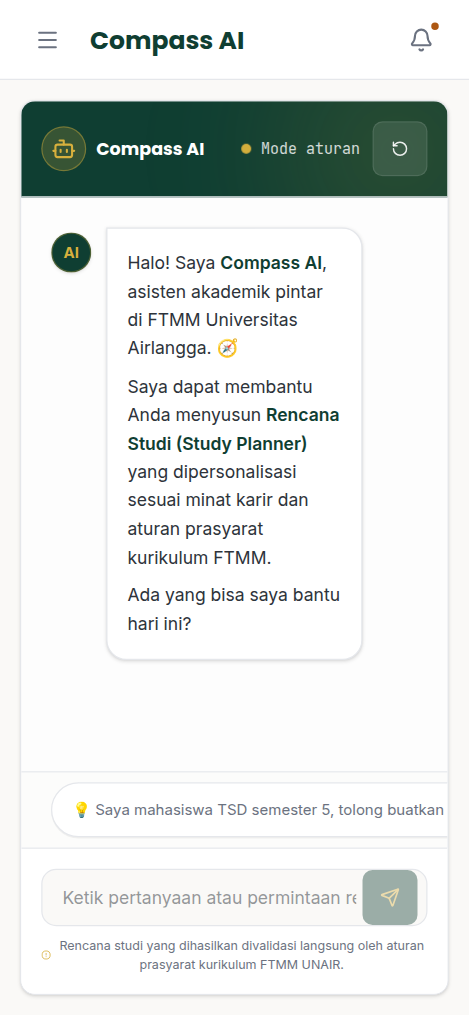 Compass AI
Compass AI
Mode aturan
AI
Halo! Saya Compass AI,
asisten akademik pintar
di FTMM Universitas
Airlangga. 🧭
Saya dapat membantu
Anda menyusun Rencana
Studi (Study Planner)
yang dipersonalisasi
sesuai minat karir dan
aturan prasyarat
kurikulum FTMM.
Ada yang bisa saya bantu
hari ini?
💡 Saya mahasiswa TSD semester 5, tolong buatkan
Ketik pertanyaan atau permintaan
Rencana studi yang dihasilkan divalidasi langsung oleh aturan
prasyarat kurikulum FTMM UNAIR.